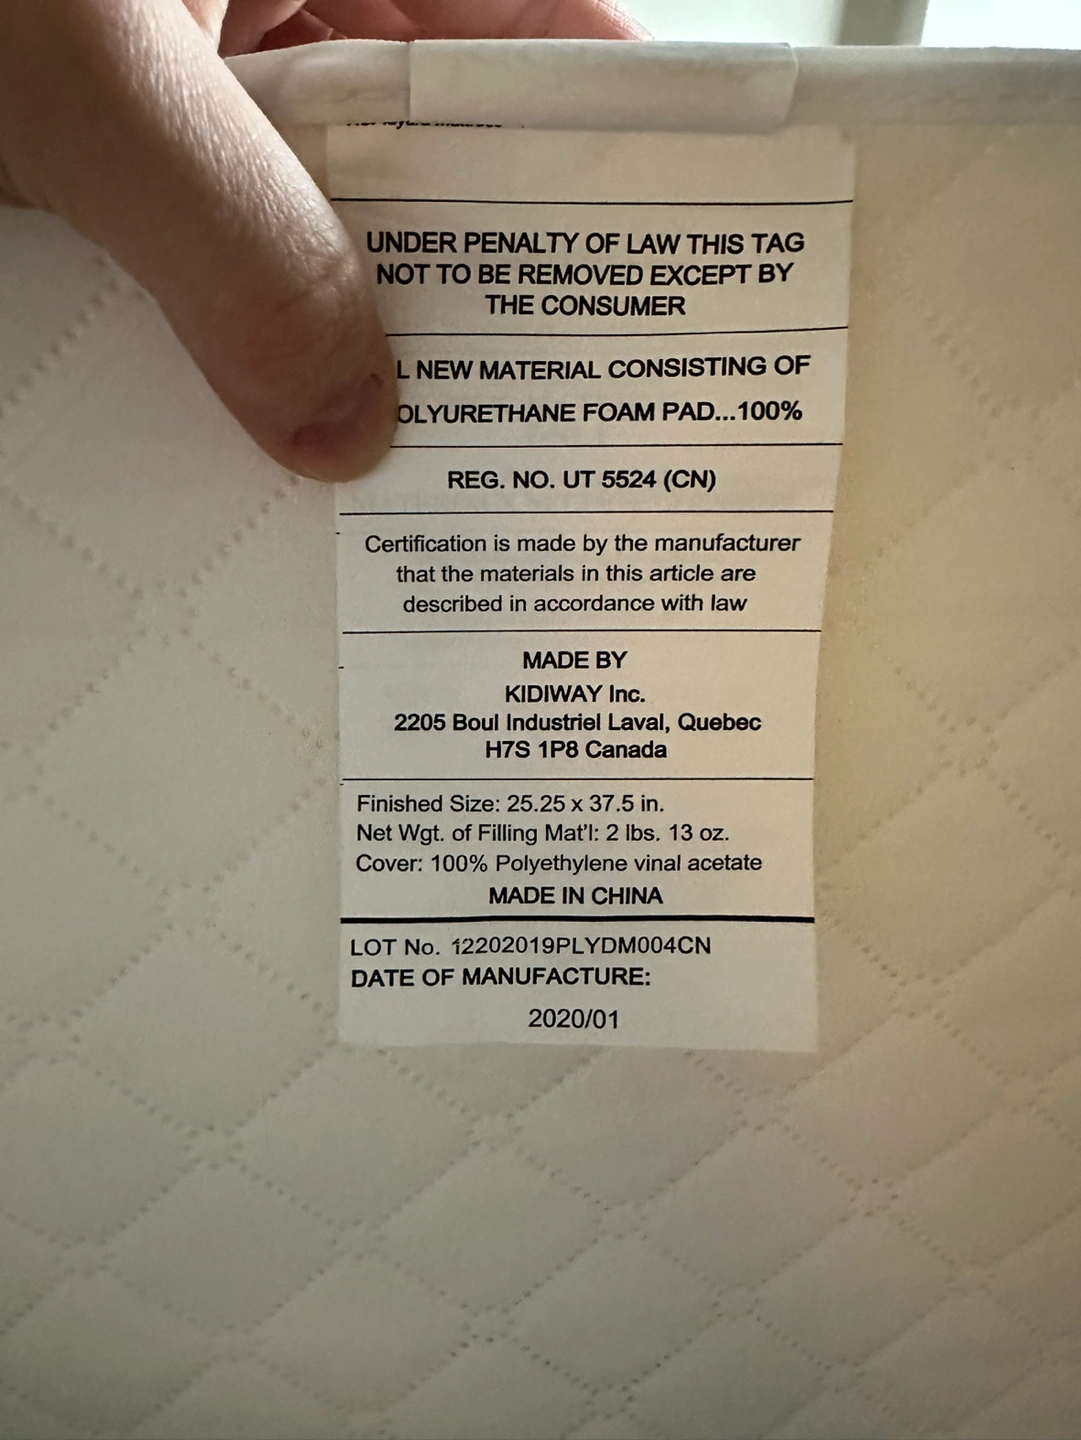 UNDER PENALTY OF LAW THIS TAG
NOT TO BE REMOVED EXCEPT BY
THE CONSUMER
L NEW MATERIAL CONSISTING OF
OLYURETHANE FOAM PAD...100%
REG. NO. UT 5524 (CN)
Certification is made by the manufacturer
that the materials in this article are
described in accordance with law
MADE BY
KIDIWAY Inc.
2205 Boul Industriel Laval, Quebec
H7S 1P8 Canada
Finished Size: 25.25 x 37.5 in.
Net Wgt. of Filling Mat'l: 2 lbs. 13 oz.
Cover: 100% Polyethylene vinal acetate
MADE IN CHINA
LOT No. 12202019PLYDM004CN
DATE OF MANUFACTURE:
2020/01